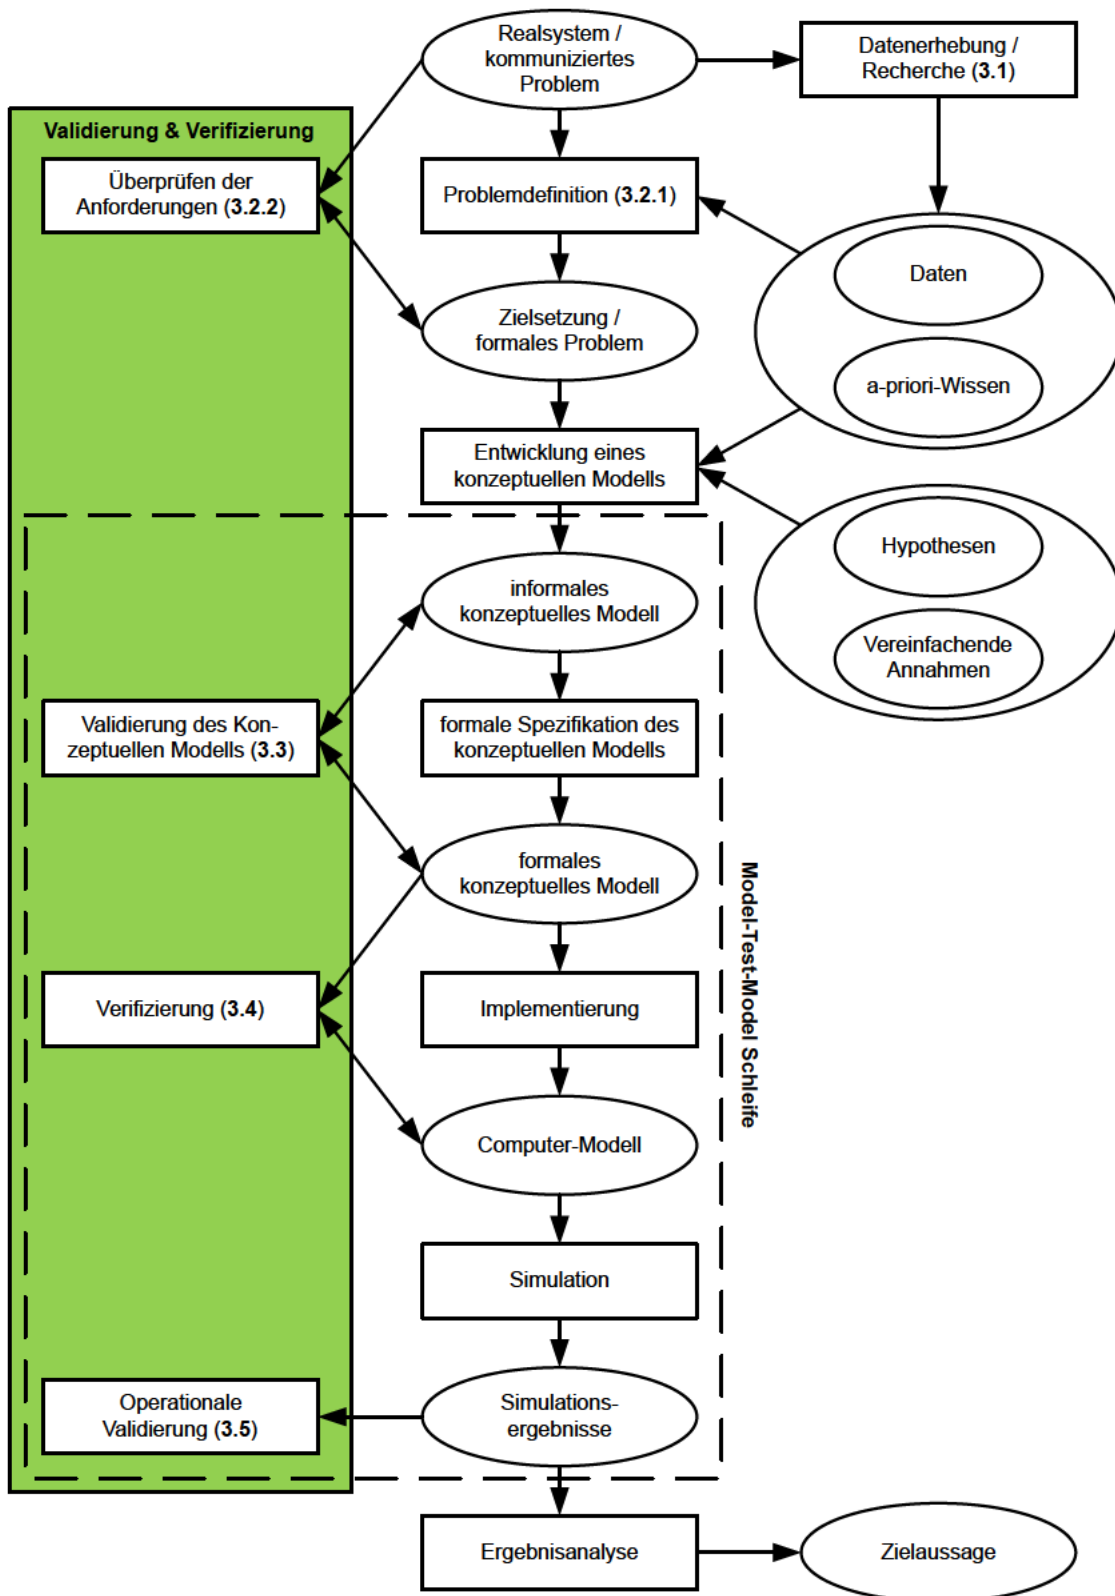 Realsystem /
kommuniziertes
Problem
Datenerhebung /
Recherche (3.1)
Validierung & Verifizierung
Überprüfen der
Anforderungen (3.2.2)
Problemdefinition (3.2.1)
Daten
Zielsetzung /
formales Problem
a-priori-Wissen
Entwicklung eines
konzeptuellen Modells
Hypothesen
informales
konzeptuelles Modell
Vereinfachende
Annahmen
Validierung des Kon-
zeptuellen Modells (3.3)
formale Spezifikation des
konzeptuellen Modells
formales
konzeptuelles Modell
Model-Test-Model Schleife
Verifizierung (3.4)
Implementierung
Computer-Modell
Simulation
Operationale
Validierung (3.5)
Simulations-
ergebnisse
Ergebnisanalyse
Zielaussage